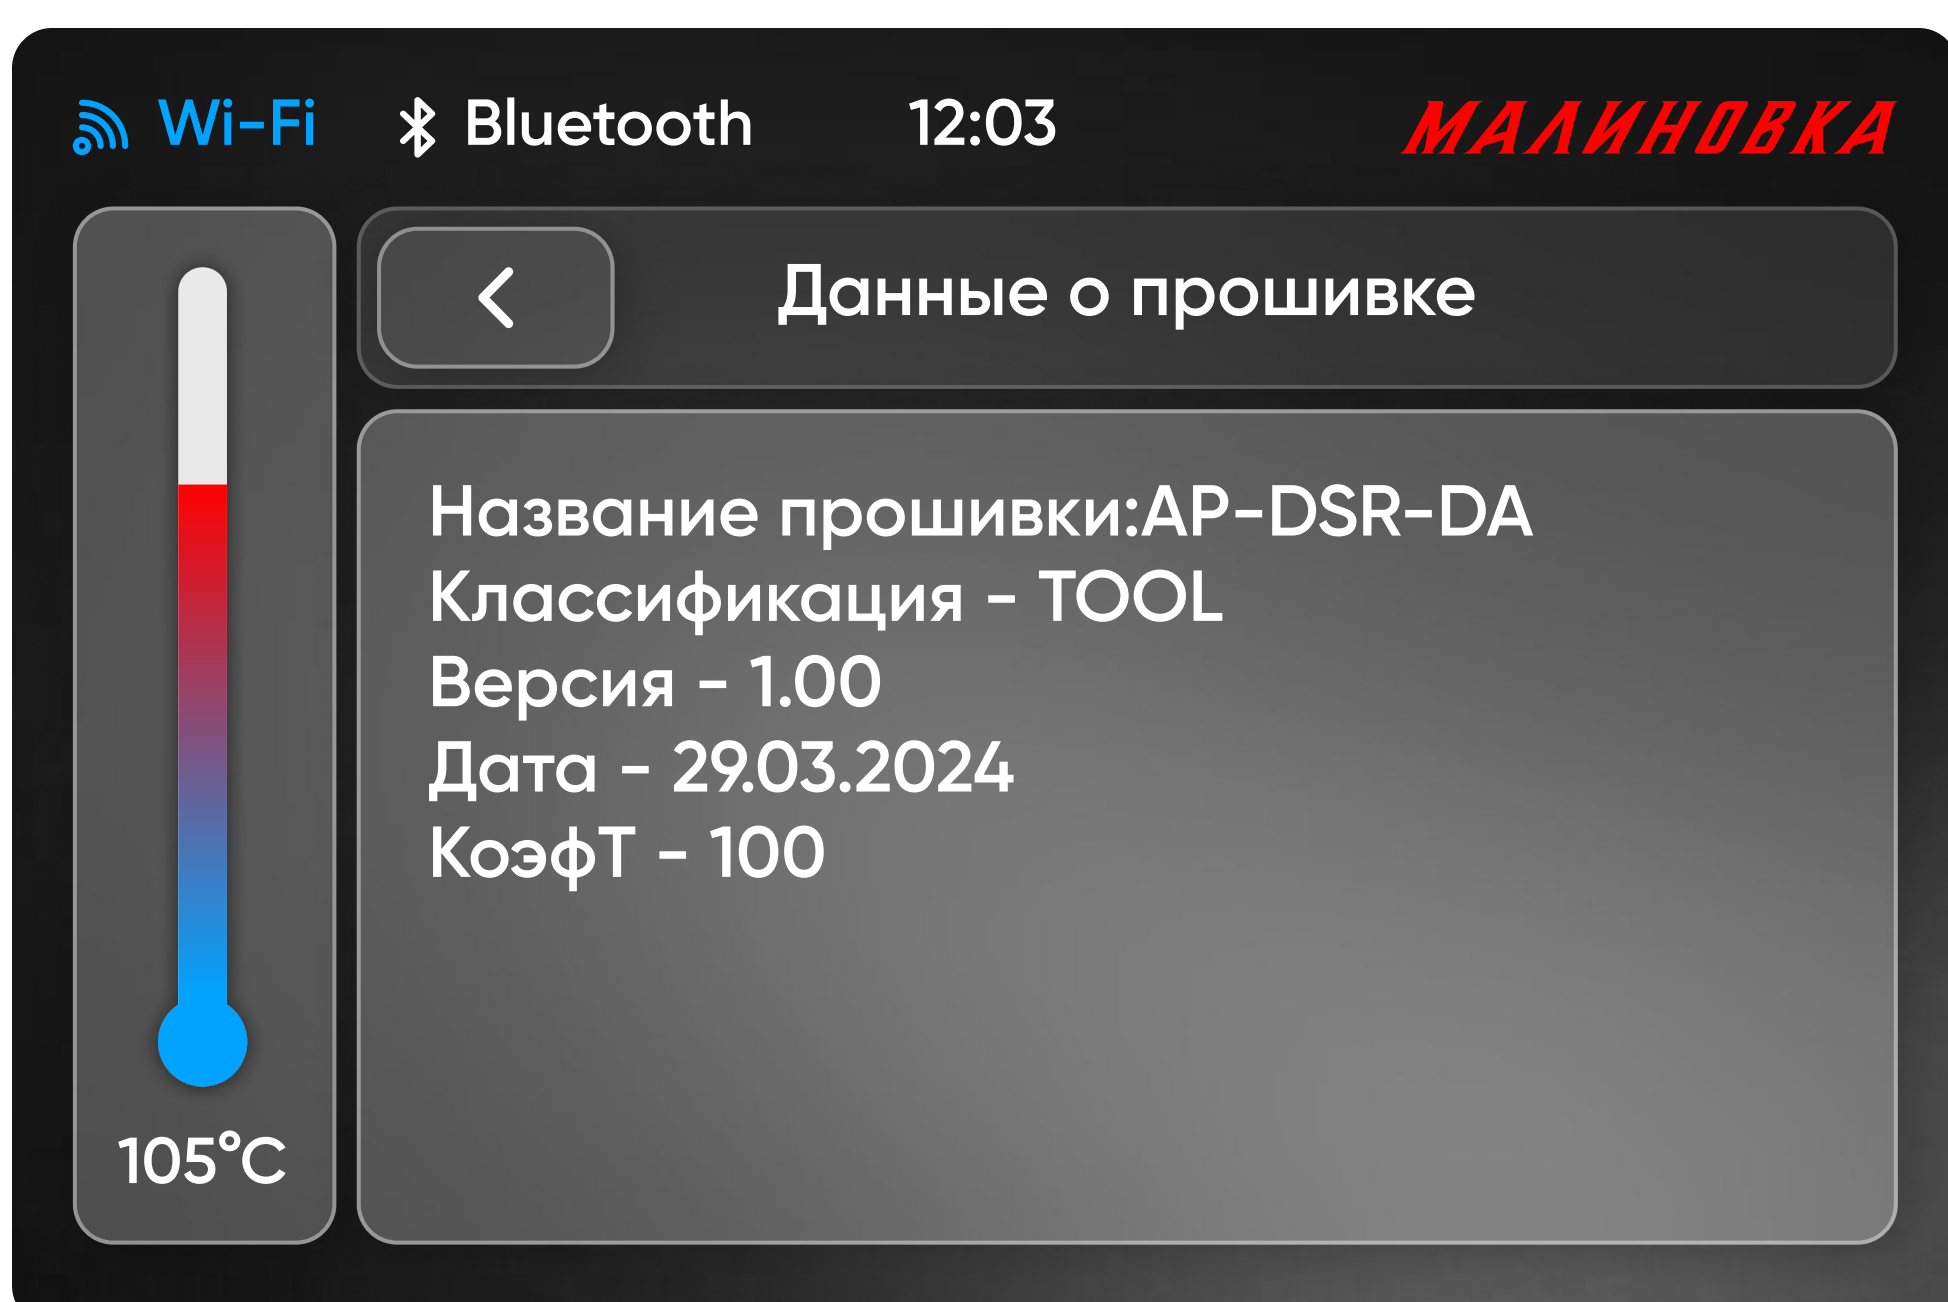 Wi-Fi Bluetooth 12:03 МАЛИНОВКА
Данные о прошивке
Название прошивки:AP-DSR-DA
Классификация - TOOL
Версия - 1.00
Дата - 29.03.2024
КоэфТ - 100
105°C